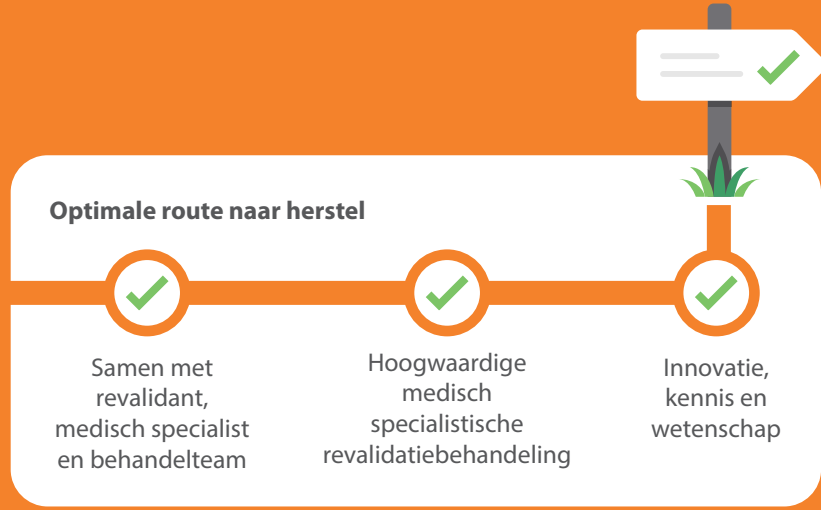 Optimale route naar herstel
Samen met
revalidant,
medisch specialist
en behandelteam
Hoogwaardige
medisch
specialistische
revalidatiebehandeling
Innovatie,
kennis en
wetenschap